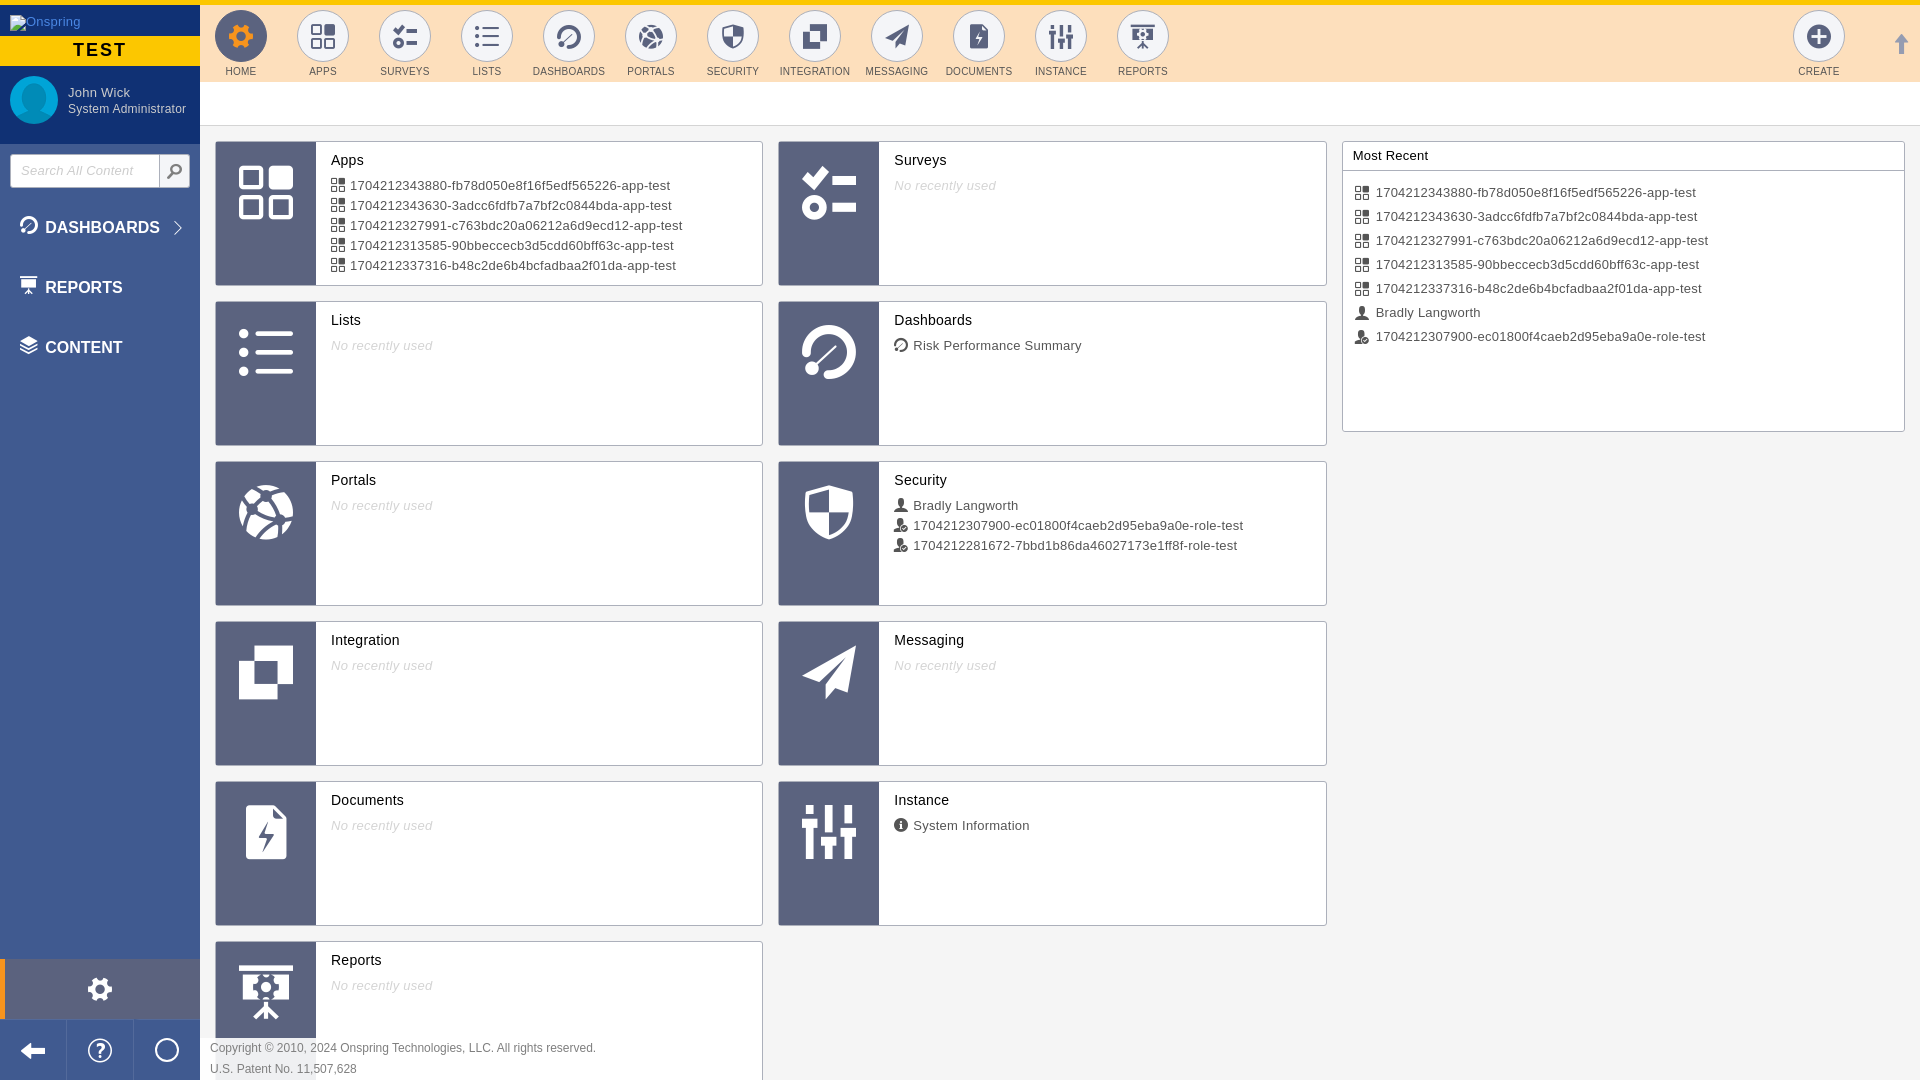 Onspring
TEST
John Wick
System Administrator
Search All Content
DASHBOARDS
REPORTS
CONTENT
HOME
APPS
SURVEYS
LISTS
DASHBOARDS
PORTALS
SECURITY
INTEGRATION
MESSAGING
DOCUMENTS
INSTANCE
REPORTS
CREATE
Apps
1704212343880-fb78d050e8f16f5edf565226-app-test
1704212343630-3adcc6fdfb7a7bf2c0844bda-app-test
1704212327991-c763bdc20a06212a6d9ecd12-app-test
1704212313585-90bbeccecb3d5cdd60bff63c-app-test
1704212337316-b48c2de6b4bcfadbaa2f01da-app-test
Surveys
No recently used
Lists
No recently used
Dashboards
Risk Performance Summary
Portals
No recently used
Security
Bradly Langworth
1704212307900-ec01800f4caeb2d95eba9a0e-role-test
1704212281672-7bbd1b86da46027173e1ff8f-role-test
Integration
No recently used
Messaging
No recently used
Documents
No recently used
Instance
System Information
Reports
No recently used
Most Recent
1704212343880-fb78d050e8f16f5edf565226-app-test
1704212343630-3adcc6fdfb7a7bf2c0844bda-app-test
1704212327991-c763bdc20a06212a6d9ecd12-app-test
1704212313585-90bbeccecb3d5cdd60bff63c-app-test
1704212337316-b48c2de6b4bcfadbaa2f01da-app-test
Bradly Langworth
1704212307900-ec01800f4caeb2d95eba9a0e-role-test
Copyright © 2010, 2024 Onspring Technologies, LLC. All rights reserved.
U.S. Patent No. 11,507,628